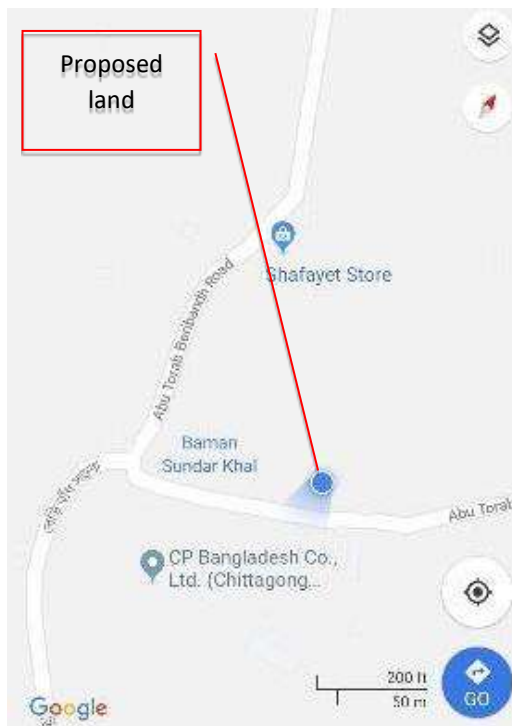 Proposed
land
Shafayet Store
Abu Torab Beribandh Road
Baman
Sundar Khal
Abu Torab
CP Bangladesh Co.,
Ltd. (Chittagong...
200 ft
50 m
GO
Google